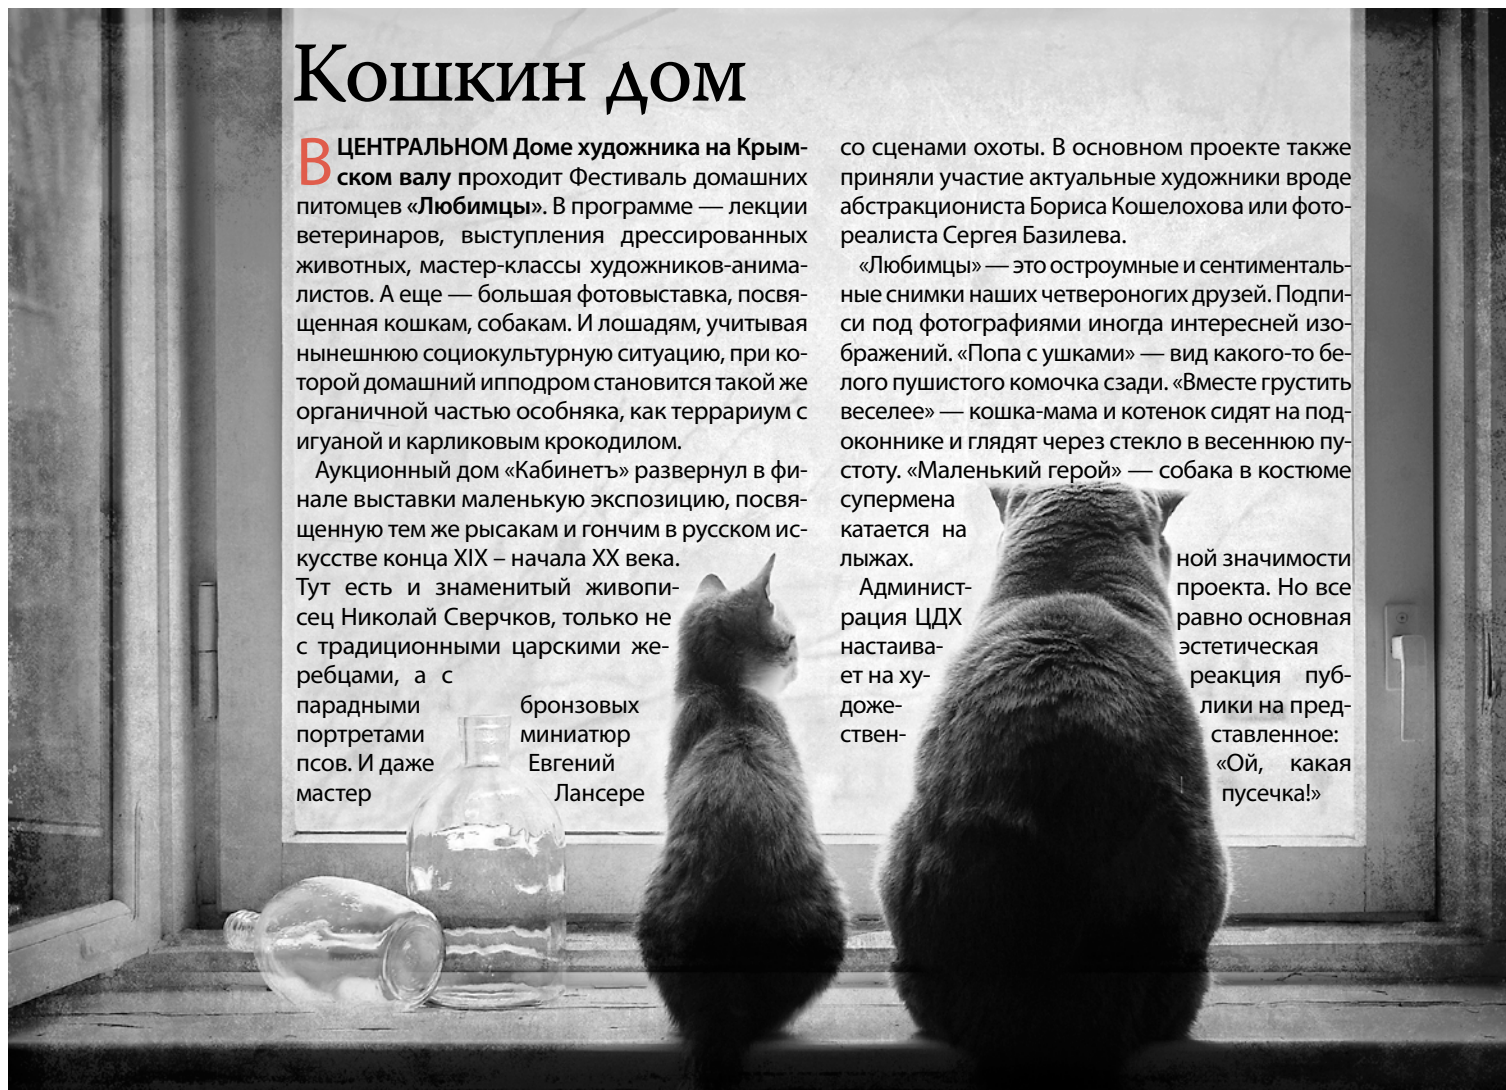 Кошкин дом
В ЦЕНТРАЛЬНОМ Доме художника на Крым-
ском валу проходит Фестиваль домашних
питомцев «Любимцы». В программе — лекции
ветеринаров, выступления дрессированных
животных, мастер-классы художников-анима-
листов. А еще — большая фотовыставка, посвя-
щенная кошкам, собакам. И лошадям, учитывая
нынешнюю социокультурную ситуацию, при ко-
торой домашний ипподром становится такой же
органичной частью особняка, как террариум с
игуаной и карликовым крокодилом.
Аукционный дом «Кабинетъ» развернул в фи-
нале выставки маленькую экспозицию, посвя-
щенную тем же рысакам и гончим в русском ис-
кусстве конца XIX – начала XX века.
Тут есть и знаменитый живопи-
сец Николай Сверчков, только не
с традиционными царскими же-
ребцами, а с
парадными
портретами
псов. И даже
мастер
бронзовых
миниатюр
Евгений
Лансере
со сценами охоты. В основном проекте также
приняли участие актуальные художники вроде
абстракциониста Бориса Кошелохова или фото-
реалиста Сергея Базилева.
«Любимцы» — это остроумные и сентименталь-
ные снимки наших четвероногих друзей. Подпи-
си под фотографиями иногда интересней изо-
бражений. «Попа с ушками» — вид какого-то бе-
лого пушистого комочка сзади. «Вместе грустить
веселее» — кошка-мама и котенок сидят на под-
оконнике и глядят через стекло в весеннюю пу-
стоту. «Маленький герой» — собака в костюме
супермена
катается на
лыжах.
Админист-
рация ЦДХ
настаива-
ет на ху-
доже-
ствен-
ной значимости
проекта. Но все
равно основная
эстетическая
реакция пуб-
лики на пред-
ставленное:
«Ой, какая
пусечка!»